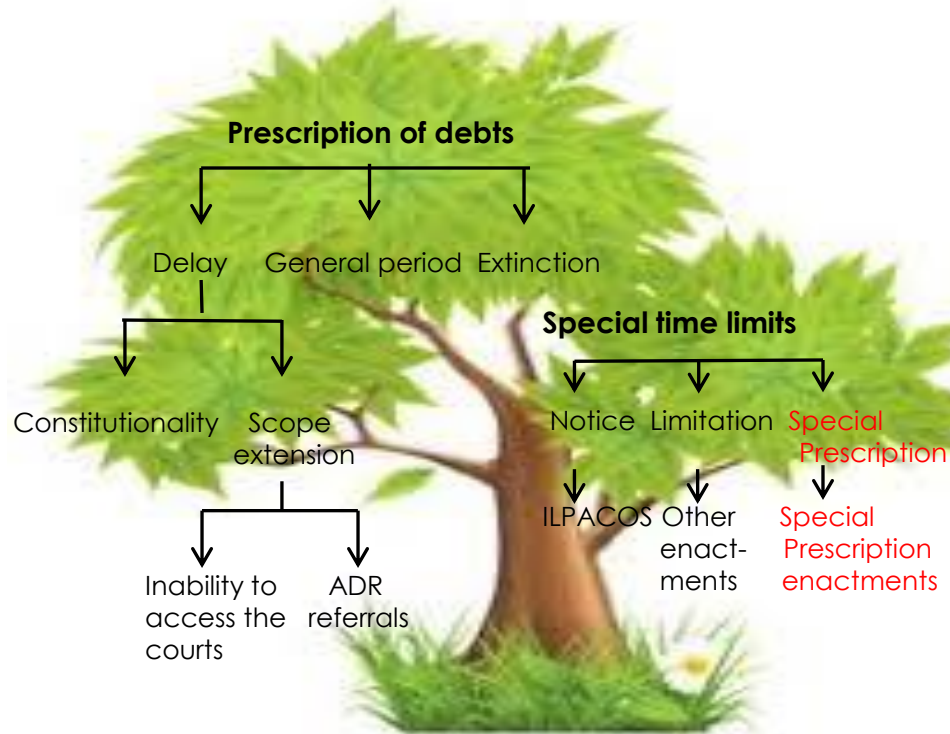 Prescription of debts
Delay General period Extinction
Special time limits
Constitutionality Scope
extension
Notice Limitation Special
Prescription
ILPACOS Other
enact-
ments
Special
Prescription
enactments
Inability to
access the
courts
ADR
referrals